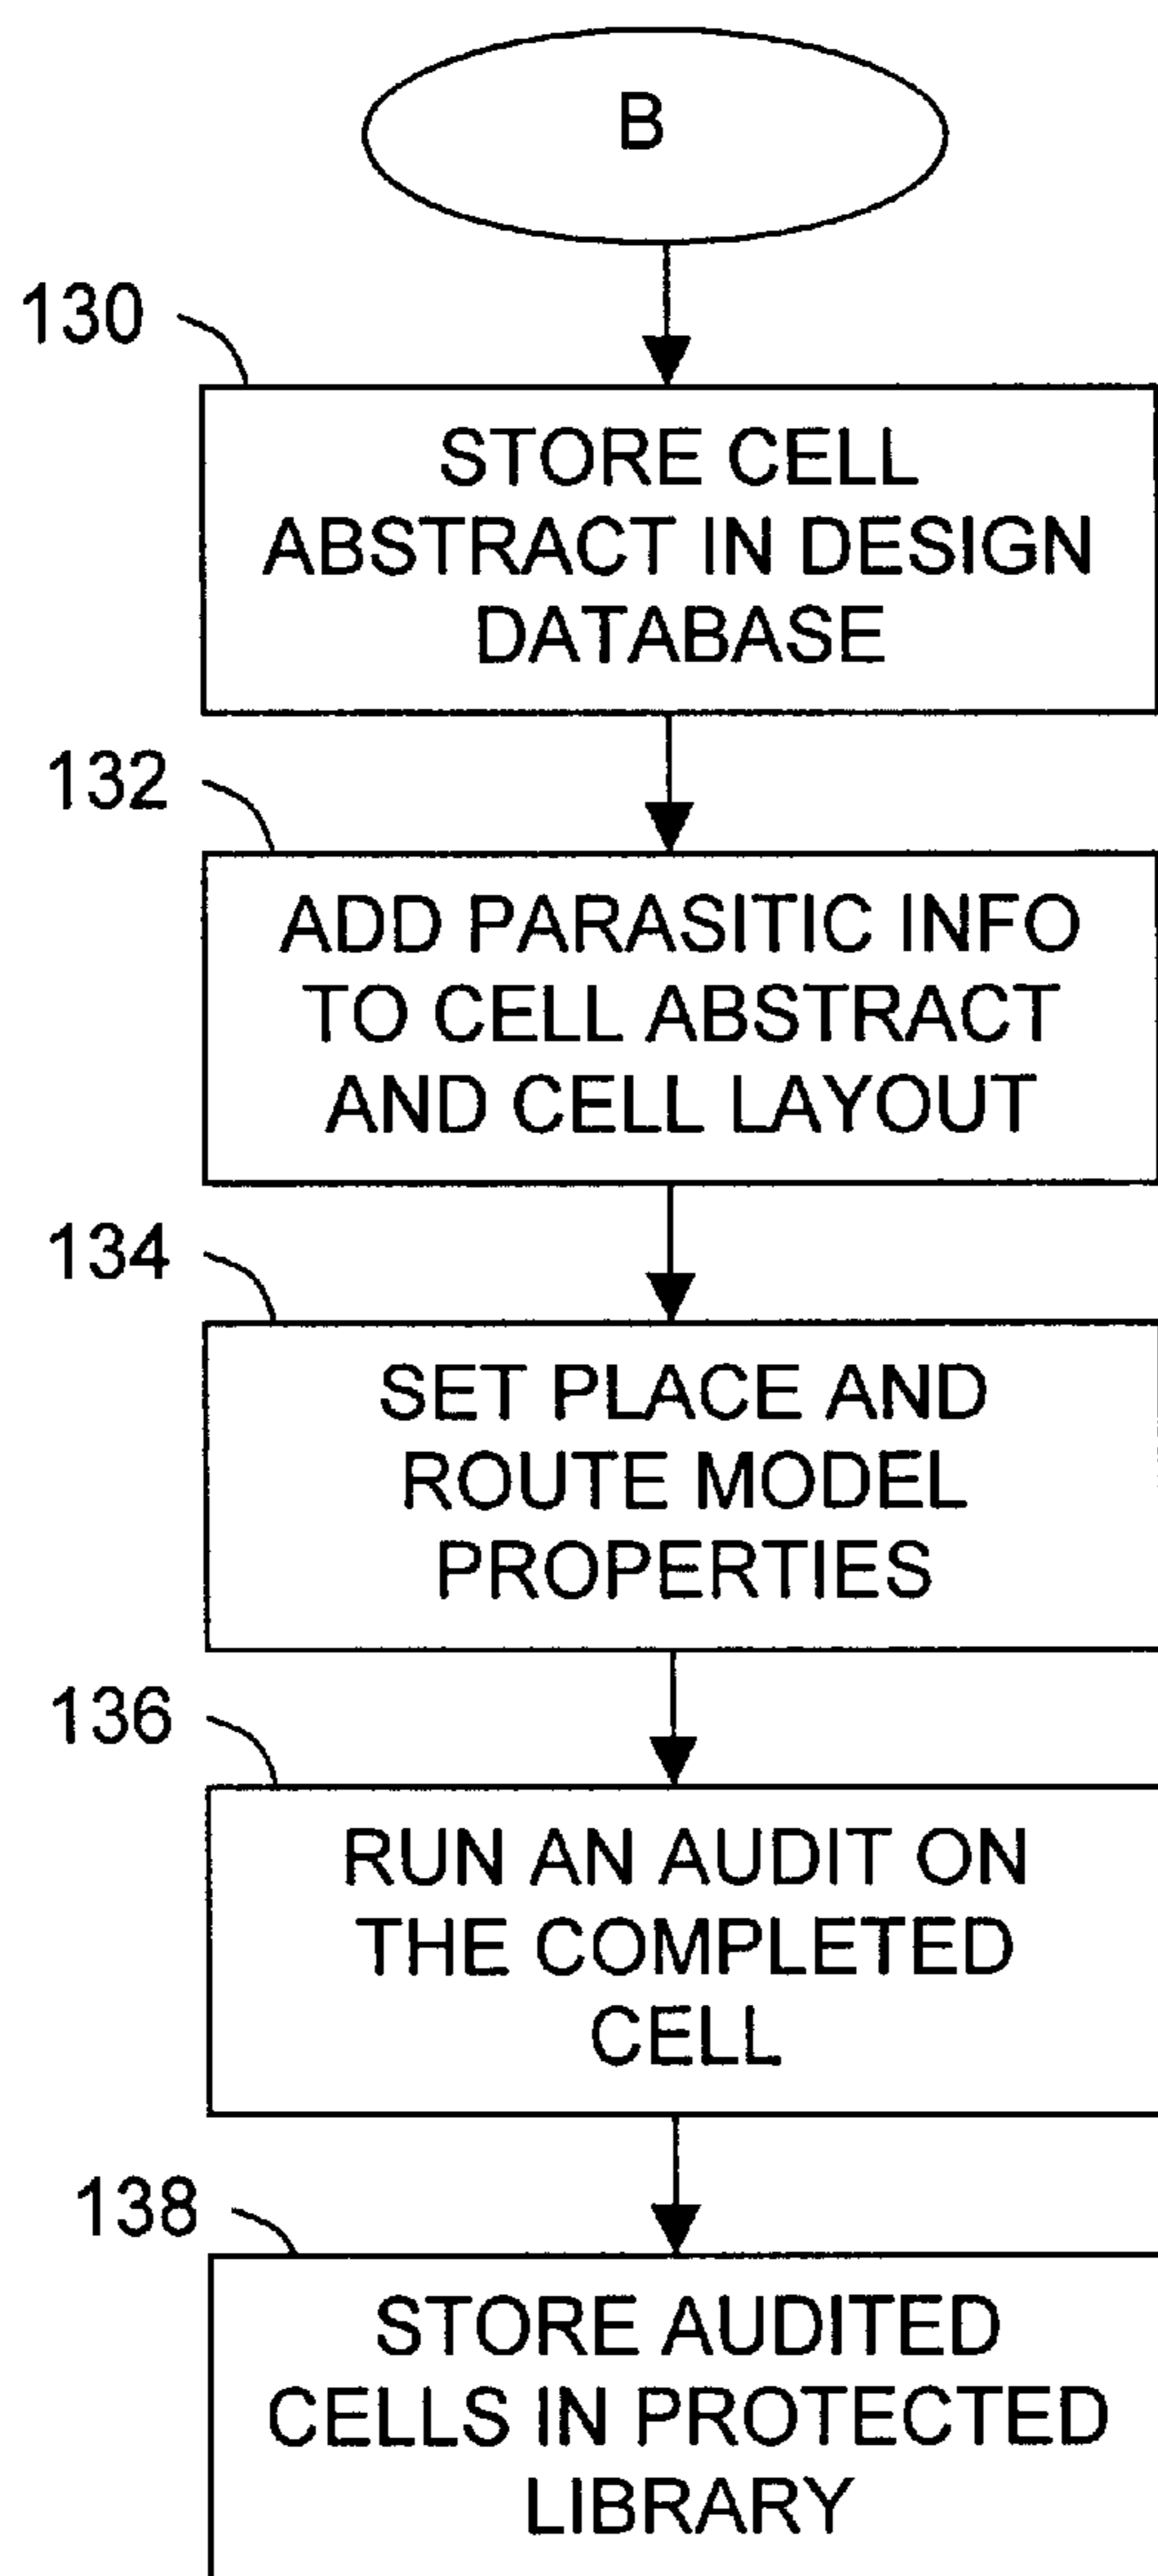 B
130
STORE CELL
ABSTRACT IN DESIGN
DATABASE
132
ADD PARASITIC INFO
TO CELL ABSTRACT
AND CELL LAYOUT
134
SET PLACE AND
ROUTE MODEL
PROPERTIES
136
RUN AN AUDIT ON
THE COMPLETED
CELL
138
STORE AUDITED
CELLS IN PROTECTED
LIBRARY